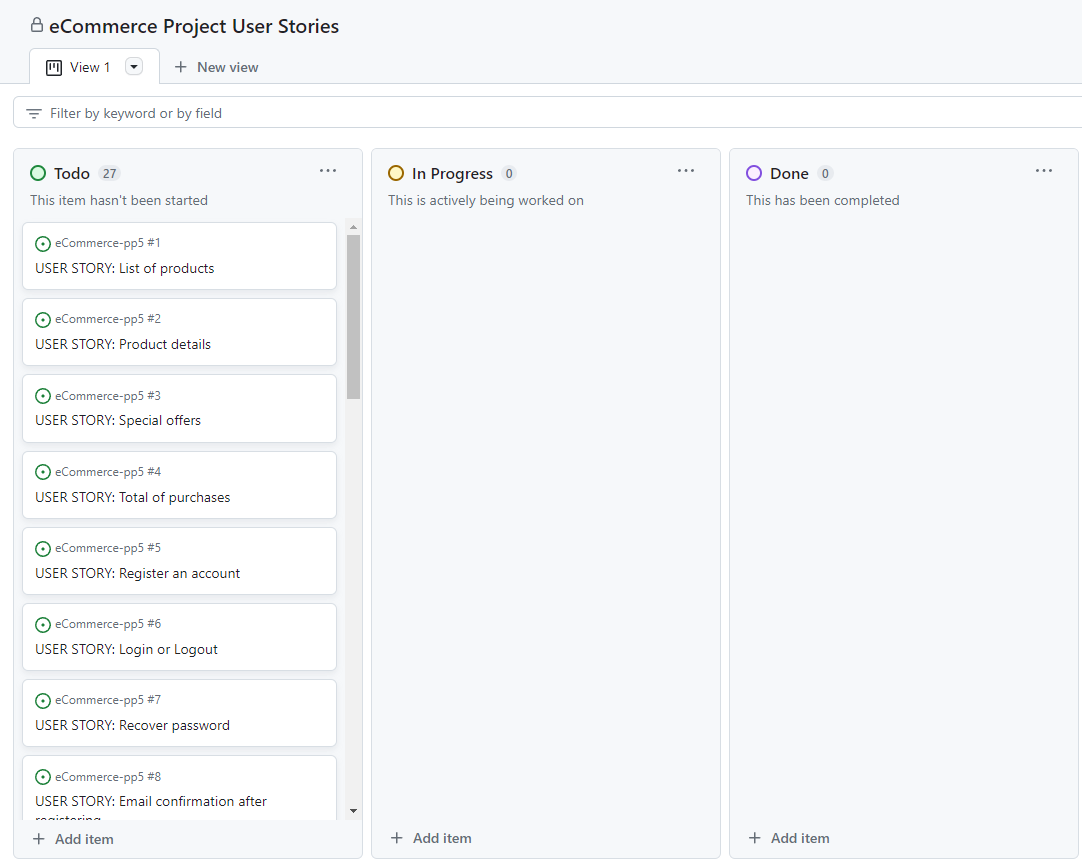 eCommerce Project User Stories
View 1
New view
Filter by keyword or by field
Todo 27
This item hasn't been started
eCommerce-pp5 #1
USER STORY: List of products
eCommerce-pp5 #2
USER STORY: Product details
eCommerce-pp5 #3
USER STORY: Special offers
eCommerce-pp5 #4
USER STORY: Total of purchases
eCommerce-pp5 #5
USER STORY: Register an account
eCommerce-pp5 #6
USER STORY: Login or Logout
eCommerce-pp5 #7
USER STORY: Recover password
eCommerce-pp5 #8
USER STORY: Email confirmation after
registering
Add item
In Progress 0
This is actively being worked on
Add item
Done 0
This has been completed
Add item